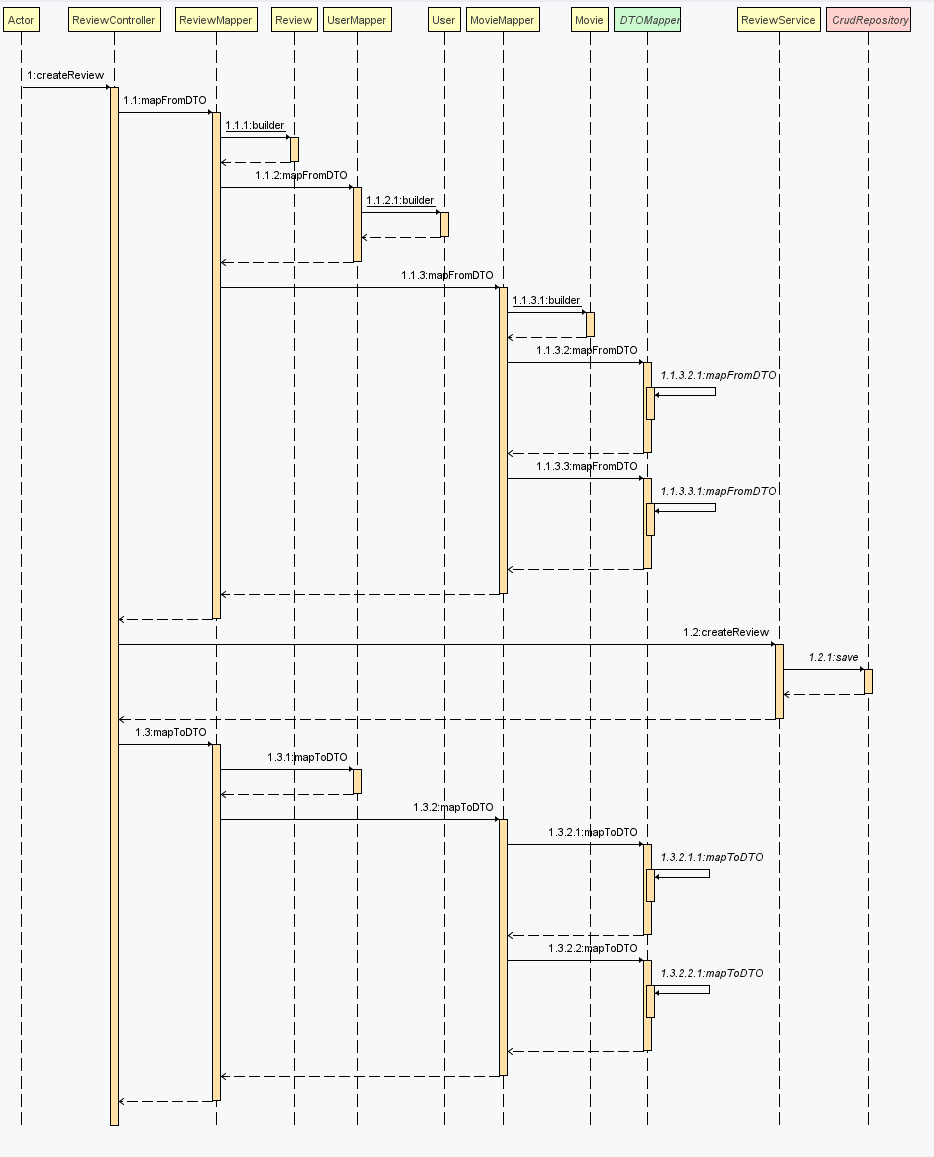 Actor ReviewController ReviewMapper Review UserMapper User MovieMapper Movie DTOMapper ReviewService CrudRepository
1:createReview
1.1:mapFromDTO
1.1.1:builder
1.1.2:mapFromDTO
1.1.2.1:builder
1.1.3:mapFromDTO
1.1.3.1:builder
1.1.3.2:mapFromDTO
1.1.3.2.1:mapFromDTO
1.1.3.3:mapFromDTO
1.1.3.3.1:mapFromDTO
1.2:createReview
1.2.1:save
1.3:mapToDTO
1.3.1:mapToDTO
1.3.2:mapToDTO
1.3.2.1:mapToDTO
1.3.2.1.1:mapToDTO
1.3.2.2:mapToDTO
1.3.2.2.1:mapToDTO